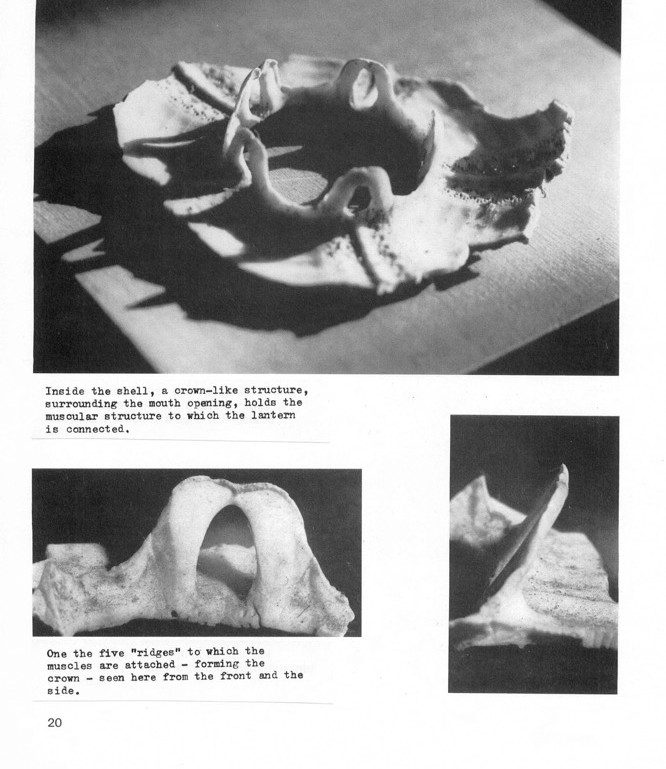 Inside the shell, a crown-like structure,
surrounding the mouth opening, holds the
muscular structure to which the lantern
is connected.
One the five "ridges" to which the
muscles are attached - forming the
crown - seen here from the front and the
side.
20